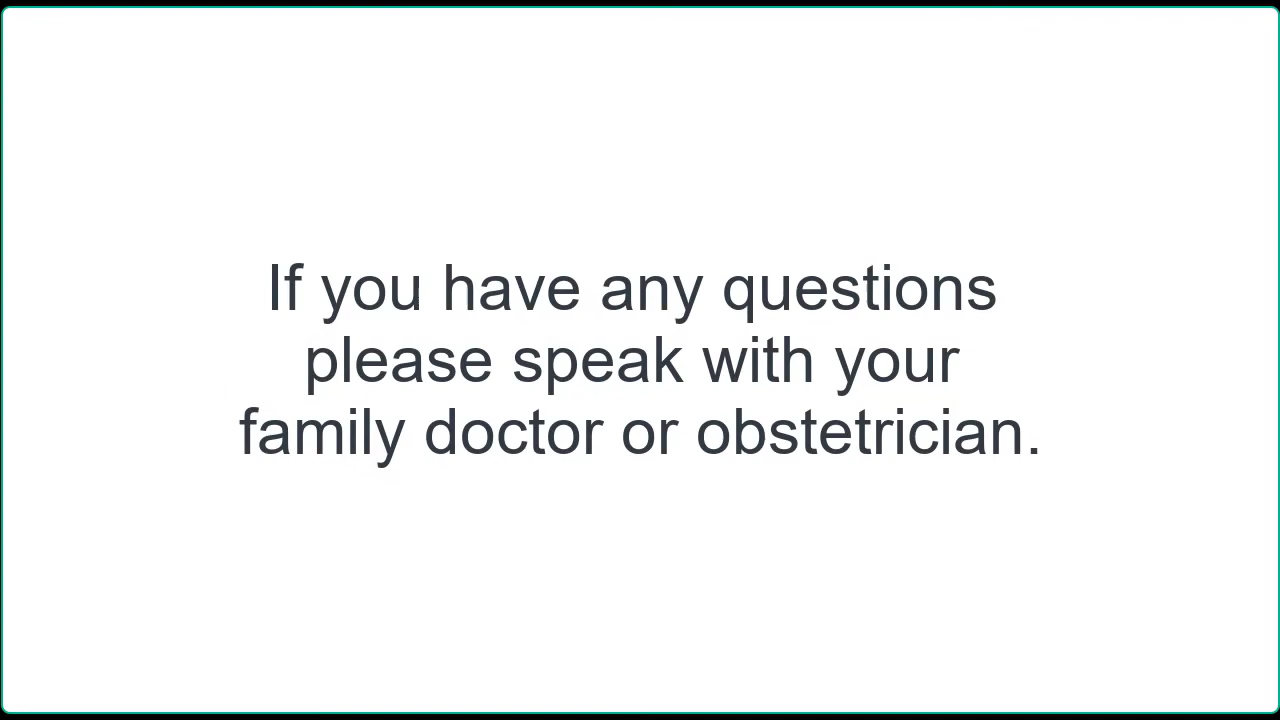 If you have any questions
please speak with your
family doctor or obstetrician.